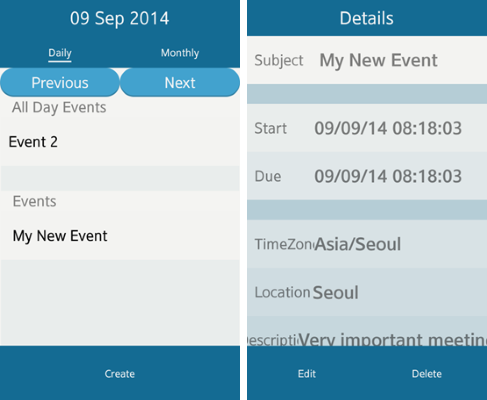 09 Sep 2014
Daily Monthly
Previous Next
All Day Events
Event 2
Events
My New Event
Create
Details
Subject My New Event
Start 09/09/14 08:18:03
Due 09/09/14 08:18:03
TimeZon Asia/Seoul
Location Seoul
escripti Very important meetin
Edit Delete